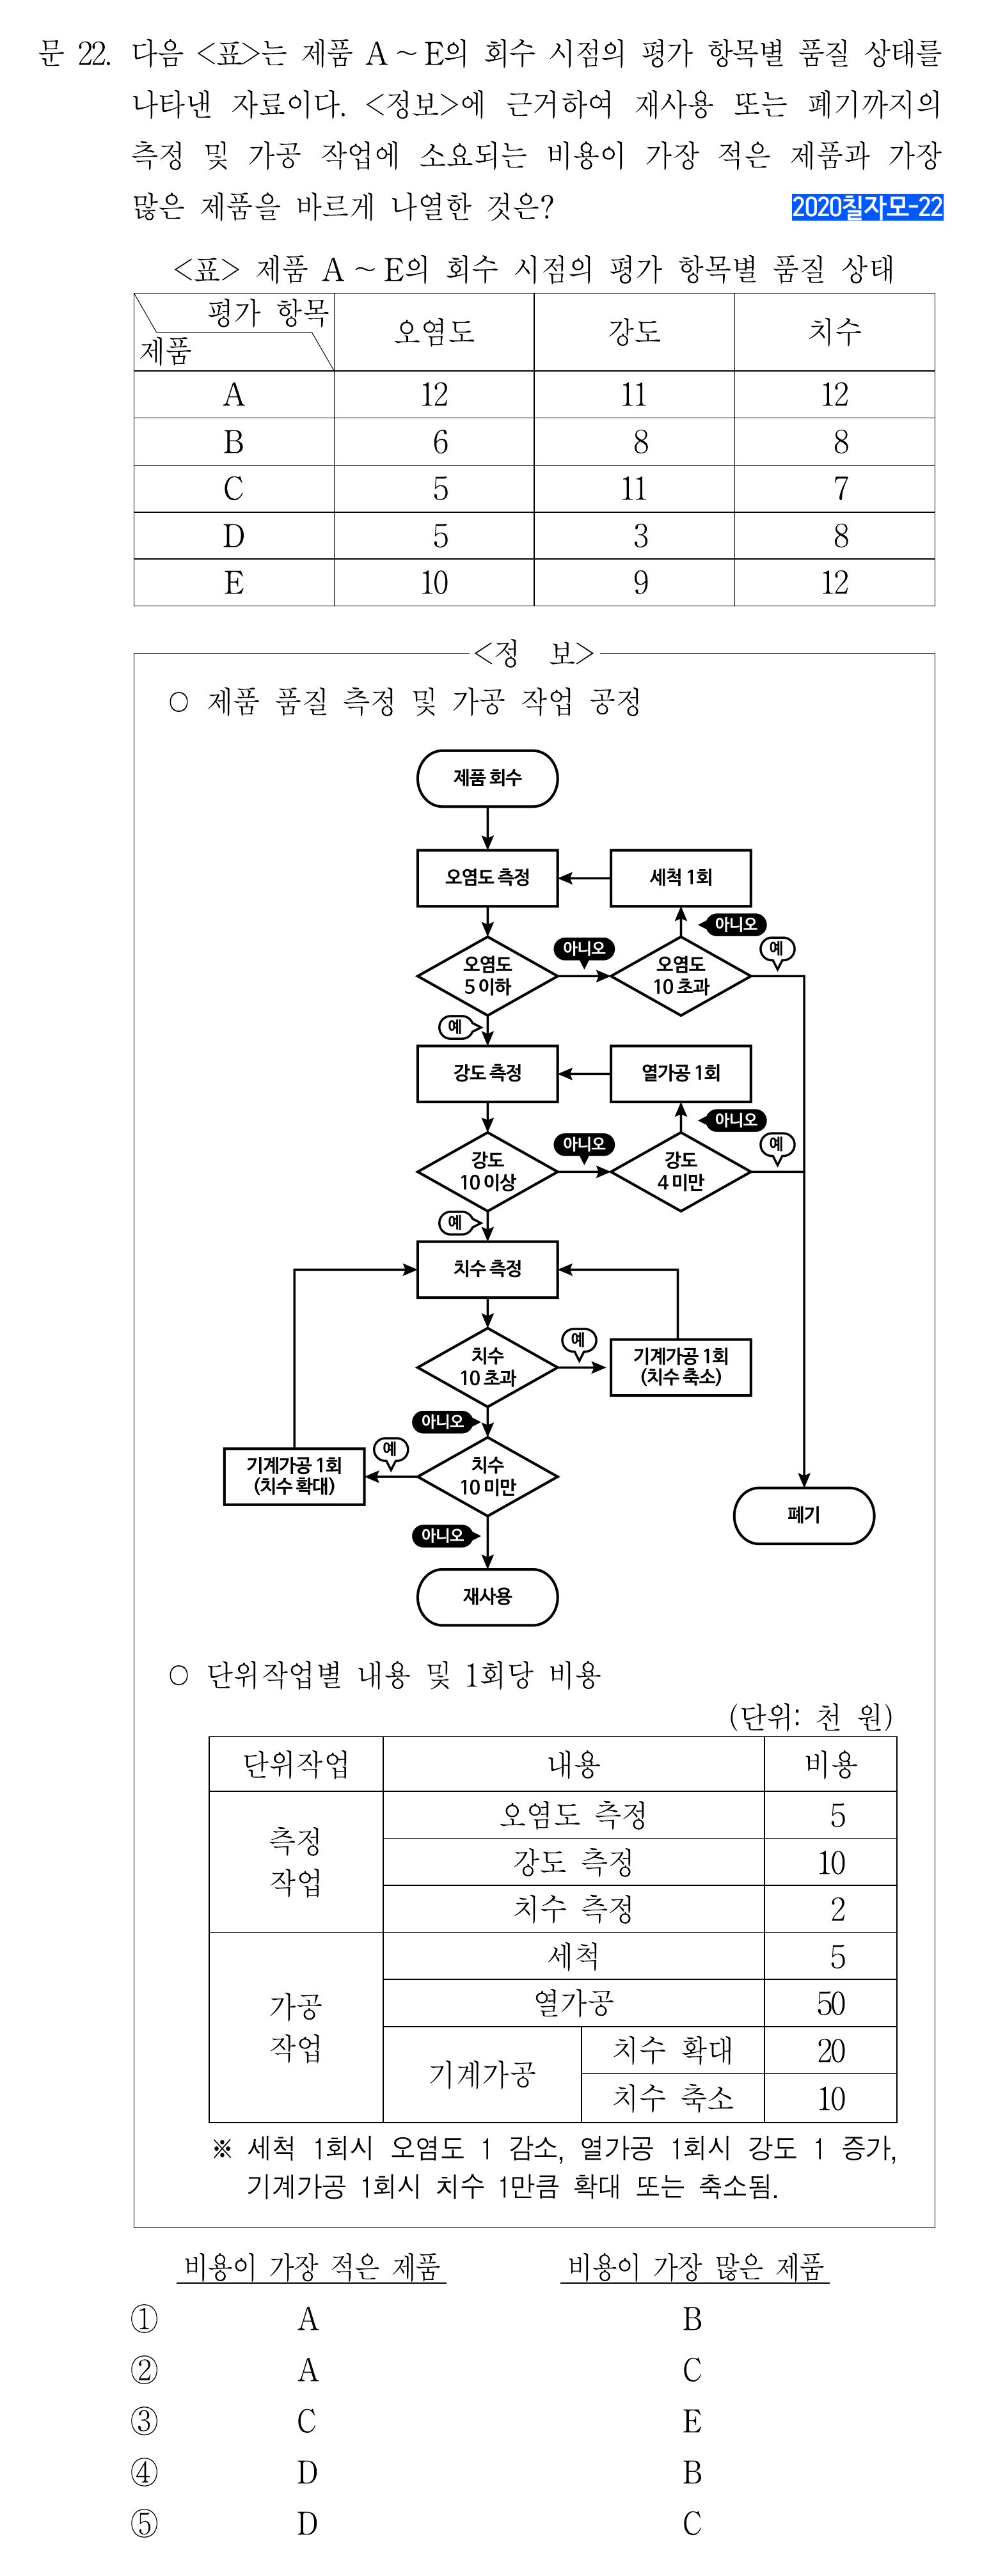 문 22. 다음 <표>는 제품 A ~ E의 회수 시점의 평가 항목별 품질 상태를
나타낸 자료이다. <정보>에 근거하여 재사용 또는 폐기까지의
측정 및 가공 작업에 소요되는 비용이 가장 적은 제품과 가장
많은 제품을 바르게 나열한 것은?
2020칠자모-22
<표> 제품 A ~ E의 회수 시점의 평가 항목별 품질 상태
평가 항목
제품
오염도 강도 치수
A 12 11 12
B 6 8 8
C 5 11 7
D 5 3 8
E 10 9 12
<정 보>
○ 제품 품질 측정 및 가공 작업 공정
제품 회수
오염도 측정
세척 1회
아니오
예
아니오
오염도
5 이하
오염도
10 초과
예
강도 측정
열가공 1회
아니오
예
아니오
강도
10 이상
강도
4 미만
예
치수 측정
예
치수
10 초과
기계가공 1회
(치수 축소)
아니오
예
기계가공 1회
(치수 확대)
치수
10 미만
폐기
아니오
재사용
○ 단위작업별 내용 및 1회당 비용
(단위: 천 원)
단위작업 내용 비용
측정
작업
오염도 측정 5
강도 측정 10
치수 측정 2
가공
작업
세척 5
열가공 50
기계가공
치수 확대 20
치수 축소 10
※ 세척 1회시 오염도 1 감소, 열가공 1회시 강도 1 증가,
기계가공 1회시 치수 1만큼 확대 또는 축소됨.
비용이 가장 적은 제품 비용이 가장 많은 제품
① A B
② A C
③ C E
④ D B
⑤ D C